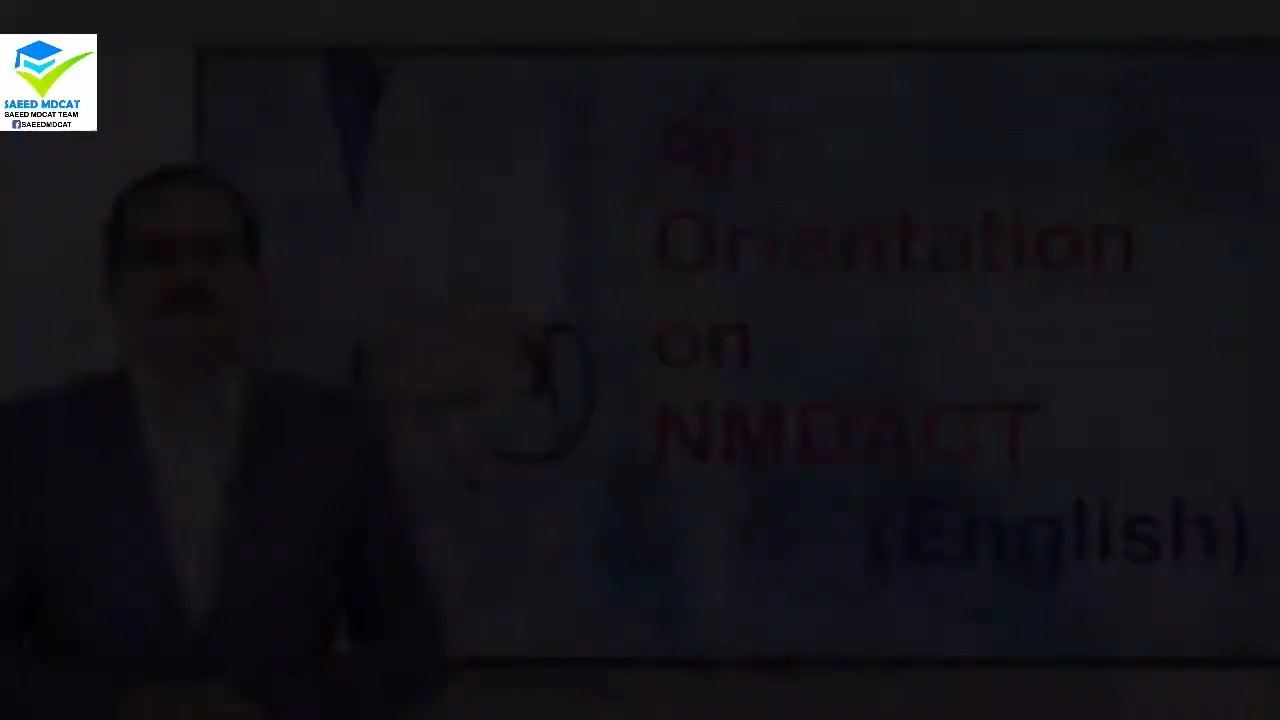 SAEED MDCAT
SAEED MDCAT TEAM
SAEEDMDCAT
An
Orientation
on
NMDACT
(English)